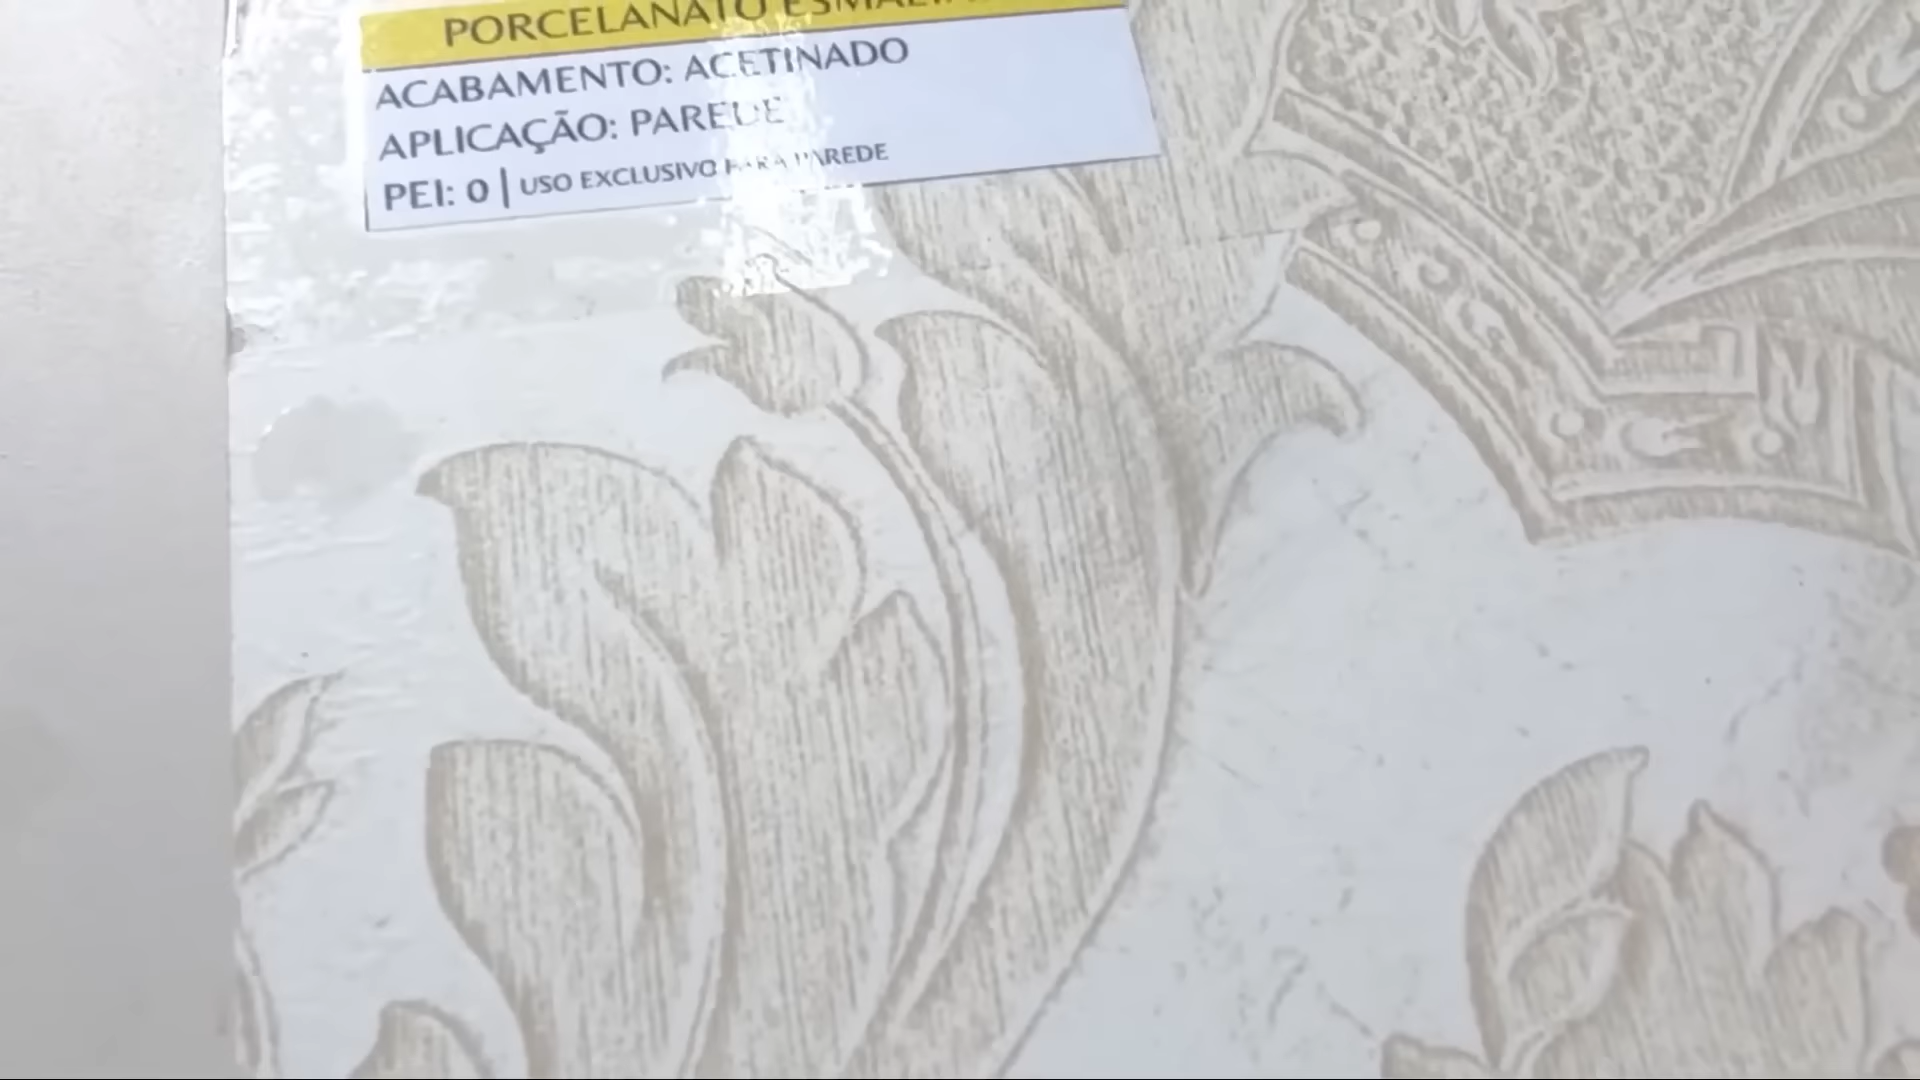 PORCELANATO
ACABAMENTO: ACETINADO
APLICAÇÃO: PAREDE
PEI: 0 | USO EXCLUSIVO PARA PAREDE